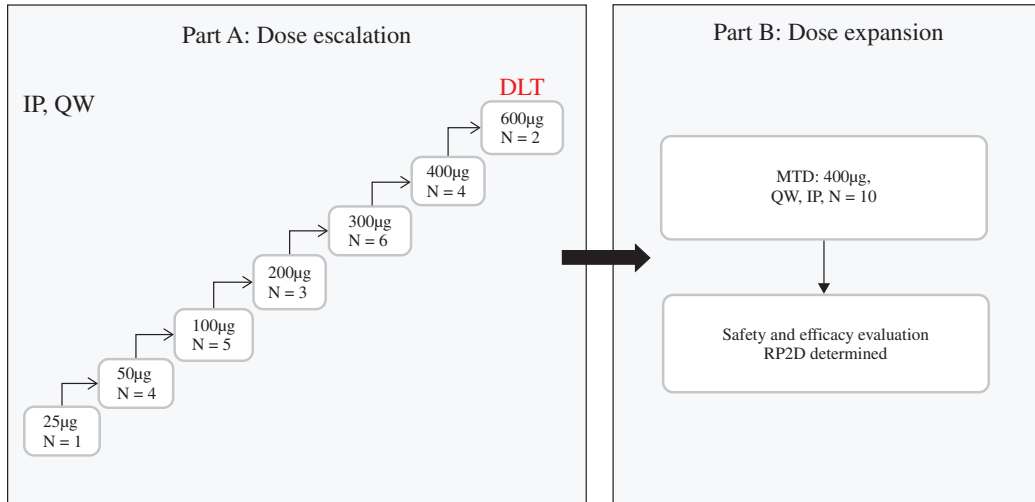 Part A: Dose escalation
IP, QW
DLT
600µg
N = 2
400µg
N = 4
300µg
N = 6
200µg
N = 3
100µg
N = 5
50µg
N = 4
25µg
N = 1
Part B: Dose expansion
MTD: 400µg,
QW, IP, N = 10
Safety and efficacy evaluation
RP2D determined